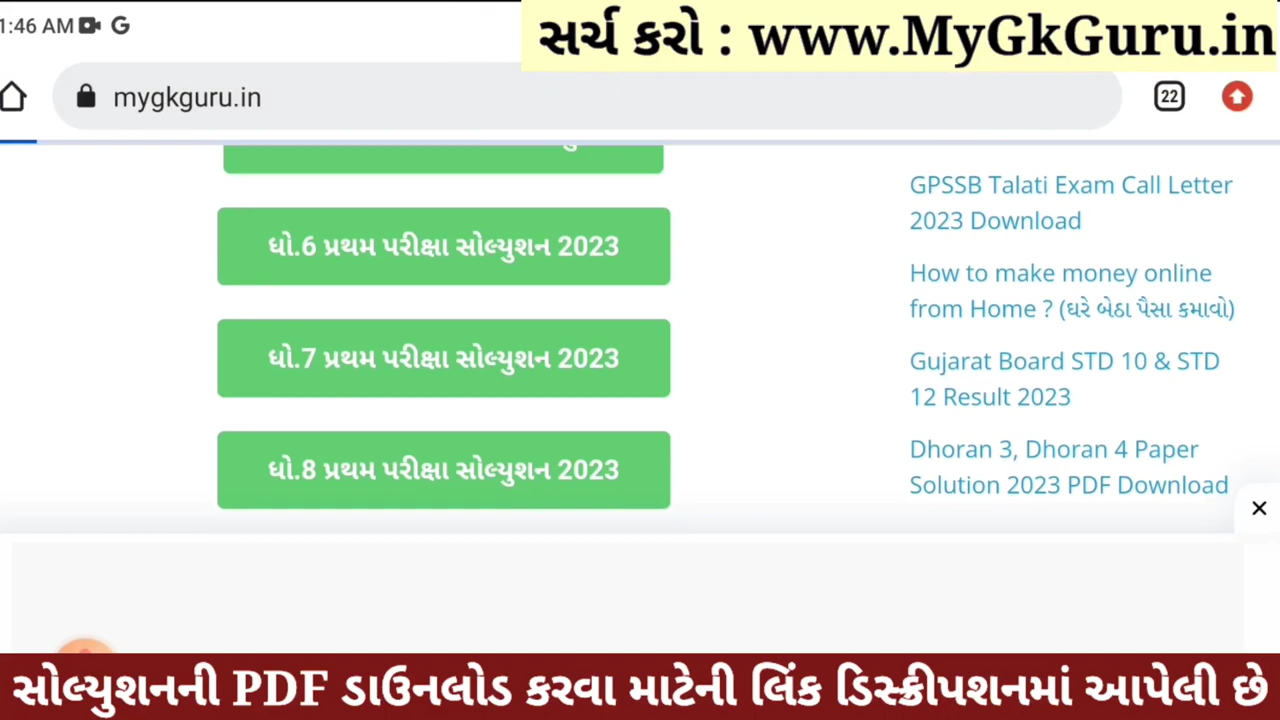 1:46 AM
સર્ચ કરો : www.MyGkGuru.in
mygkguru.in
22
ધો.6 પ્રથમ પરીક્ષા સોલ્યુશન 2023
ધો.7 પ્રથમ પરીક્ષા સોલ્યુશન 2023
ધો.8 પ્રથમ પરીક્ષા સોલ્યુશન 2023
GPSSB Talati Exam Call Letter
2023 Download
How to make money online
from Home ? (ઘરે બેઠા પૈસા કમાવો)
Gujarat Board STD 10 & STD
12 Result 2023
Dhoran 3, Dhoran 4 Paper
Solution 2023 PDF Download
સોલ્યુશનની PDF ડાઉનલોડ કરવા માટેની લિંક ડિસ્ક્રીપશનમાં આપેલી છે